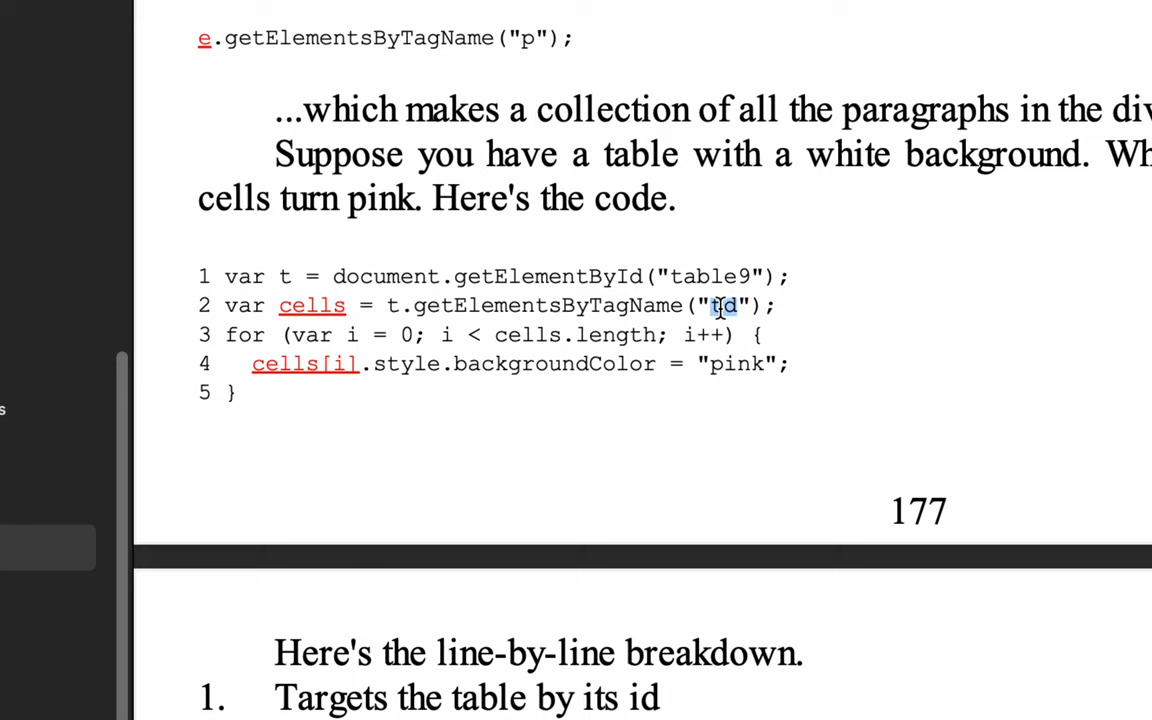 e.getElementsByTagName("p");
...which makes a collection of all the paragraphs in the
Suppose you have a table with a white background.
cells turn pink. Here's the code.
1 var t = document.getElementById("table9");
2 var cells = t.getElementsByTagName("td");
3 for (var i = 0; i < cells.length; i++) {
4   cells[i].style.backgroundColor = "pink";
5 }
177
Here's the line-by-line breakdown.
1. Targets the table by its id